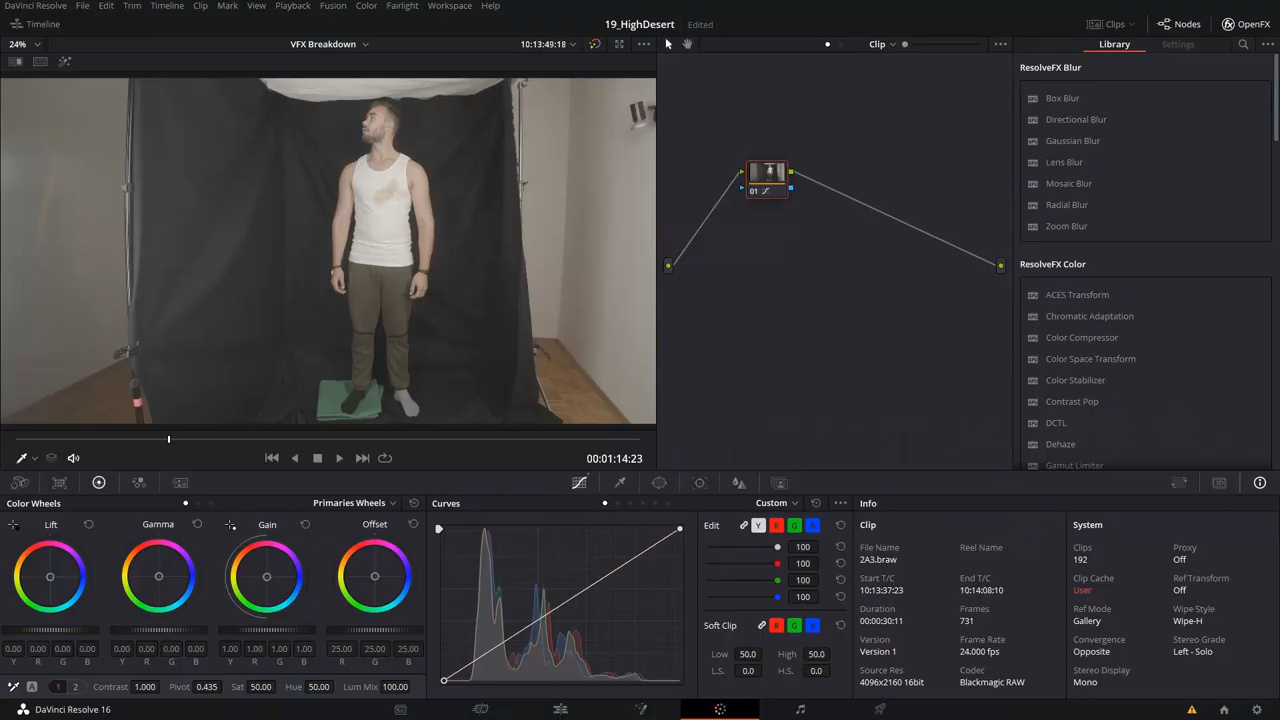 DaVinci Resolve File Edit Trim Timeline Clip Mark View Playback Fusion Color Fairlight Workspace Help
Timeline 19_HighDesert Edited Clips Nodes OpenFX
24% VFX Breakdown 10:13:49:18 Clip Library Settings
ResolveFX Blur
Box Blur
Directional Blur
Gaussian Blur
Lens Blur
Mosaic Blur
Radial Blur
Zoom Blur
01
ResolveFX Color
ACES Transform
Chromatic Adaptation
Color Compressor
Color Space Transform
Color Stabilizer
Contrast Pop
DCTL
Dehaze
Gamut Limiter
00:01:14:23
Color Wheels Primaries Wheels Curves Custom Info
Lift Gamma Gain Offset Edit Y R G B Clip System
100
100
100
100
Soft Clip R G B
Low 50.0 High 50.0
L.S. 0.0 H.S. 0.0
File Name Reel Name Clips Proxy
2A3.braw 192 Off
Start T/C End T/C Clip Cache Ref Transform
10:13:37:23 10:14:08:10 User Off
Duration Frames Ref Mode Wipe Style
00:00:30:11 731 Gallery Wipe-H
Version Frame Rate Convergence Stereo Gang
Version 1 24.000 fps Opposite Left - Solo
Source Res Codec Stereo Display
4096x2160 16bit Blackmagic RAW Mono
0.00 0.00 0.00 0.00 0.00 0.00 0.00 0.00 1.00 1.00 1.00 1.00 25.00 25.00 25.00
Y R G B Y R G B Y R G B R G B
A 1 2 Contrast 1.000 Pivot 0.435 Sat 50.00 Hue 50.00 Lum Mix 100.00
DaVinci Resolve 16